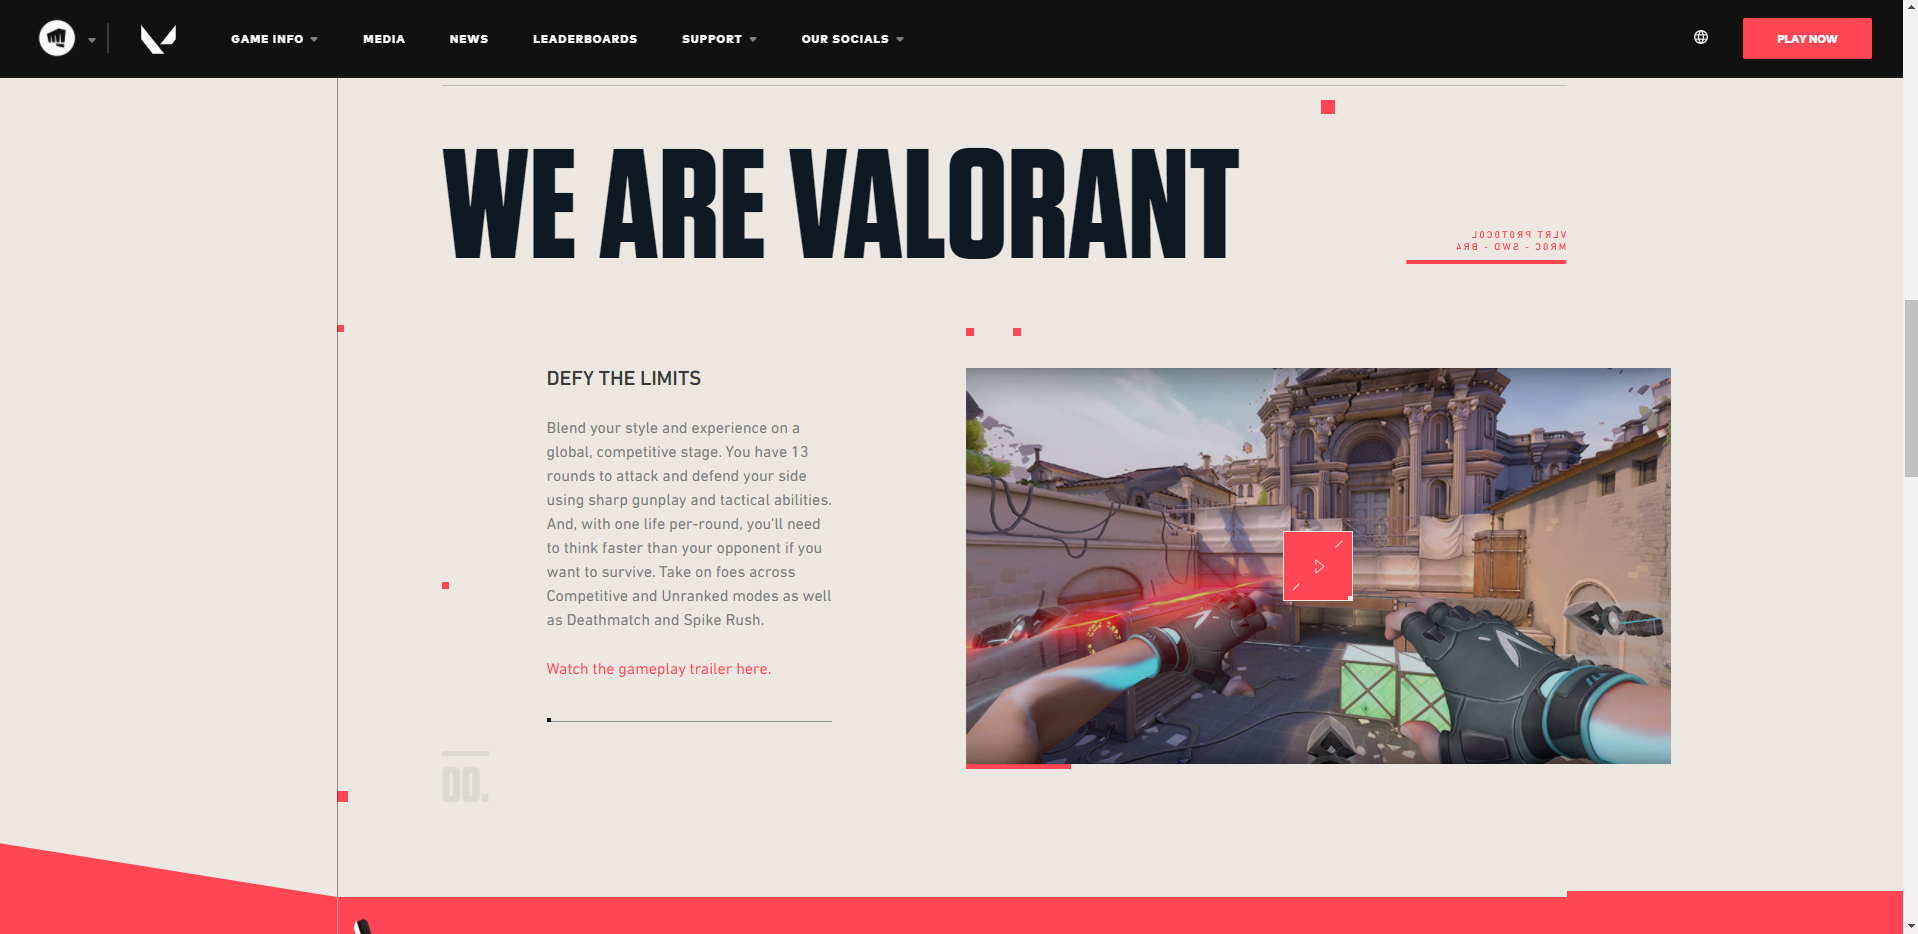 GAME INFO MEDIA NEWS LEADERBOARDS SUPPORT OUR SOCIALS PLAY NOW
WE ARE VALORANT
VLRT PROTOC0L
M0RC - SWD - BR4
DEFY THE LIMITS
Blend your style and experience on a
global, competitive stage. You have 13
rounds to attack and defend your side
using sharp gunplay and tactical abilities.
And, with one life per-round, you'll need
to think faster than your opponent if you
want to survive. Take on foes across
Competitive and Unranked modes as well
as Deathmatch and Spike Rush.
Watch the gameplay trailer here.
00.